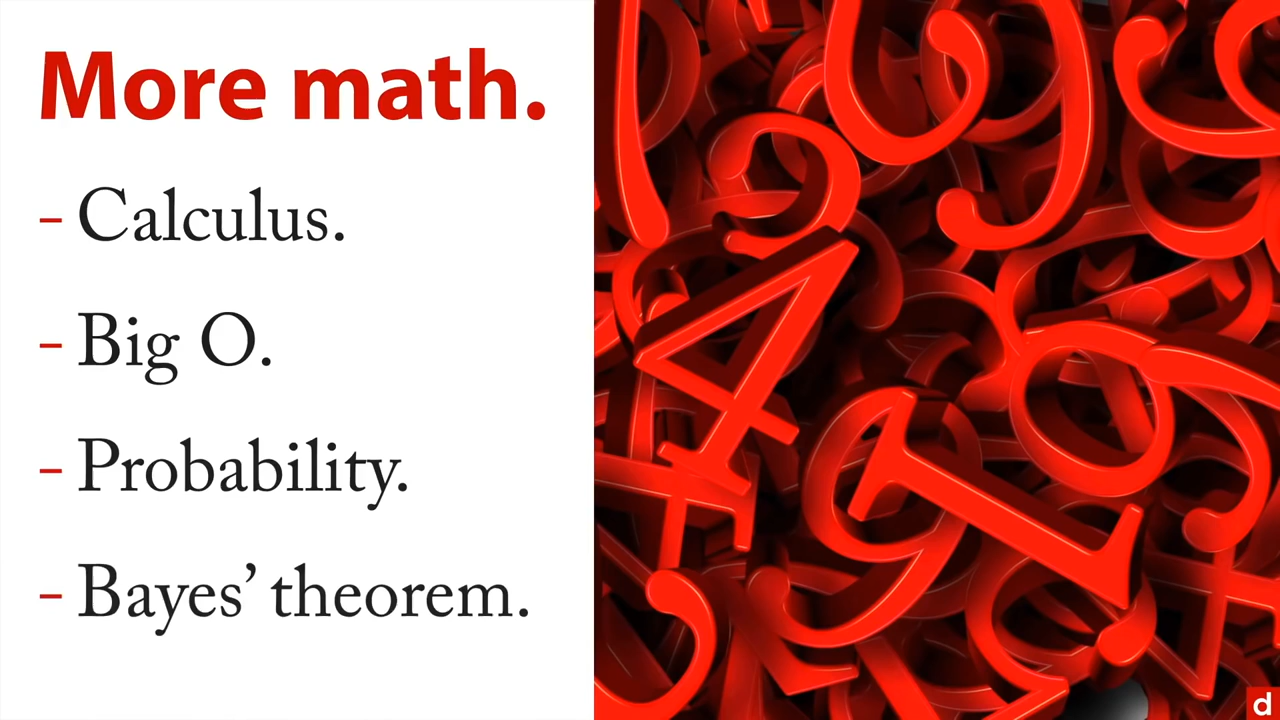 More math.
– Calculus.
– Big O.
– Probability.
– Bayes’ theorem.
d